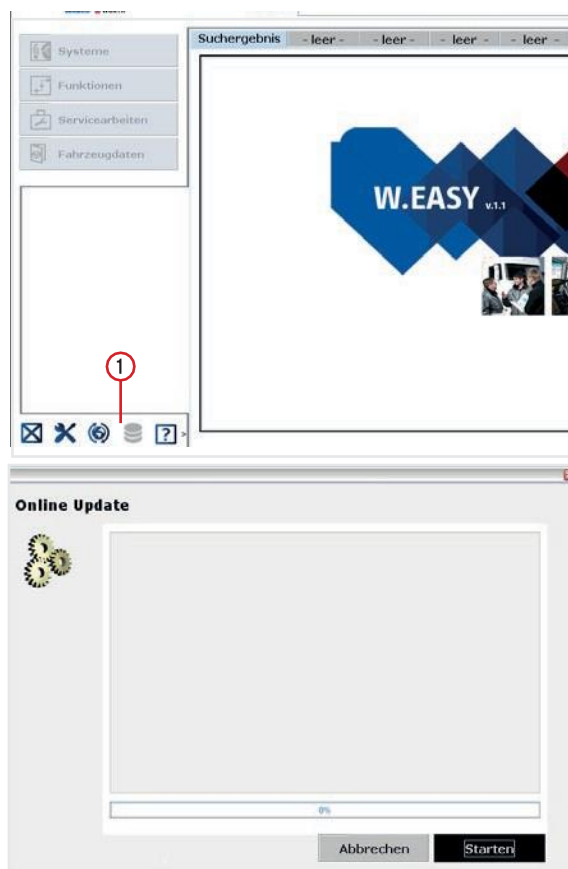 Suchergebnis - leer - - leer - - leer - - leer -
Systeme
Funktionen
Servicearbeiten
Fahrzeugdaten
W.EASY v.1.1
1
?
Online Update
0%
Abbrechen Starten